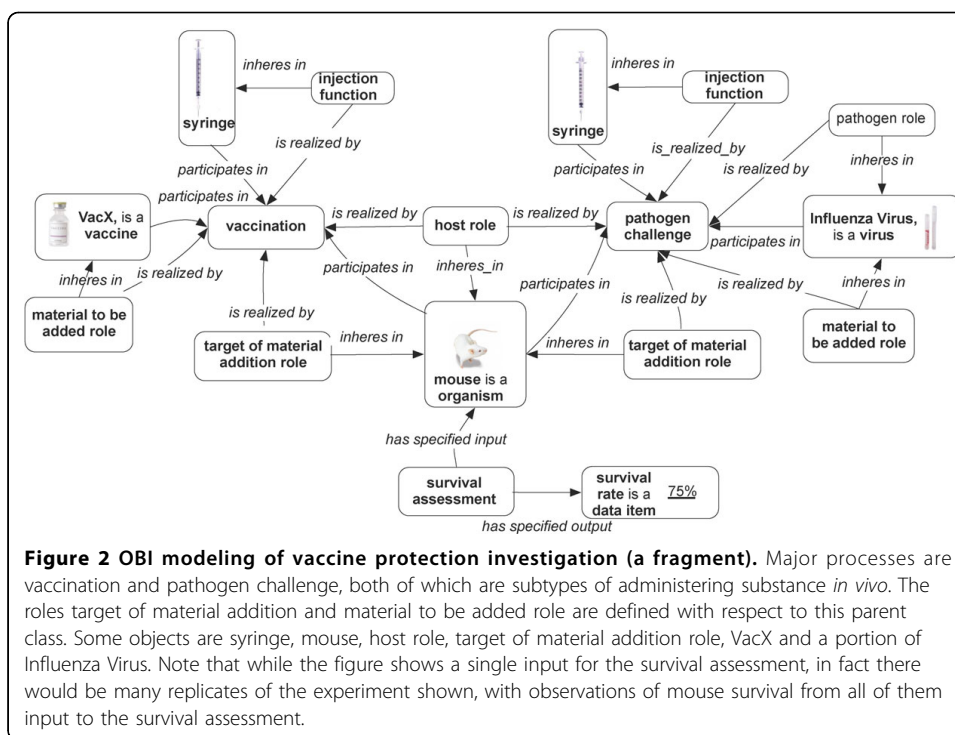 inheres in
injection
function
syringe
is realized by
participates in
participates in
VacX, is a
vaccine
vaccination
inheres in
is realized by
material to be
added role
is realized by
target of material
addition role
inheres in
is realized by
host role
is realized by
participates in
inheres_in
mouse is a
organism
has specified input
survival
assessment
has specified output
survival
rate is a
data item
75%
inheres in
injection
function
syringe
is_realized_by
participates in
pathogen role
is realized by
inheres in
pathogen
challenge
Influenza Virus,
is a virus
participates in
participates in
is realized by
is realized by
inheres in
inheres in
target of material
addition role
material to
be added role
Figure 2 OBI modeling of vaccine protection investigation (a fragment). Major processes are
vaccination and pathogen challenge, both of which are subtypes of administering substance in vivo. The
roles target of material addition and material to be added role are defined with respect to this parent
class. Some objects are syringe, mouse, host role, target of material addition role, VacX and a portion of
Influenza Virus. Note that while the figure shows a single input for the survival assessment, in fact there
would be many replicates of the experiment shown, with observations of mouse survival from all of them
input to the survival assessment.